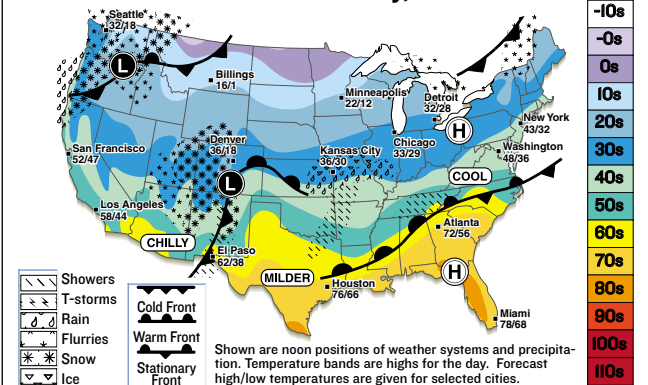 Seattle
32/18
-10s
-0s
0s
10s
20s
30s
40s
50s
60s
70s
80s
90s
100s
110s
L
Billings
16/1
Minneapolis
22/12
Detroit
32/28
New York
43/32
H
Washington
48/36
San Francisco
52/47
Denver
36/18
Kansas City
36/30
Chicago
33/29
L
COOL
Los Angeles
58/44
CHILLY
El Paso
62/38
Atlanta
72/56
MILDER
H
Houston
76/66
Miami
78/68
Showers
T-storms
Rain
Flurries
Snow
Ice
Cold Front
Warm Front
Stationary
Front
Shown are noon positions of weather systems and precipita-
tion. Temperature bands are highs for the day. Forecast
high/low temperatures are given for selected cities.